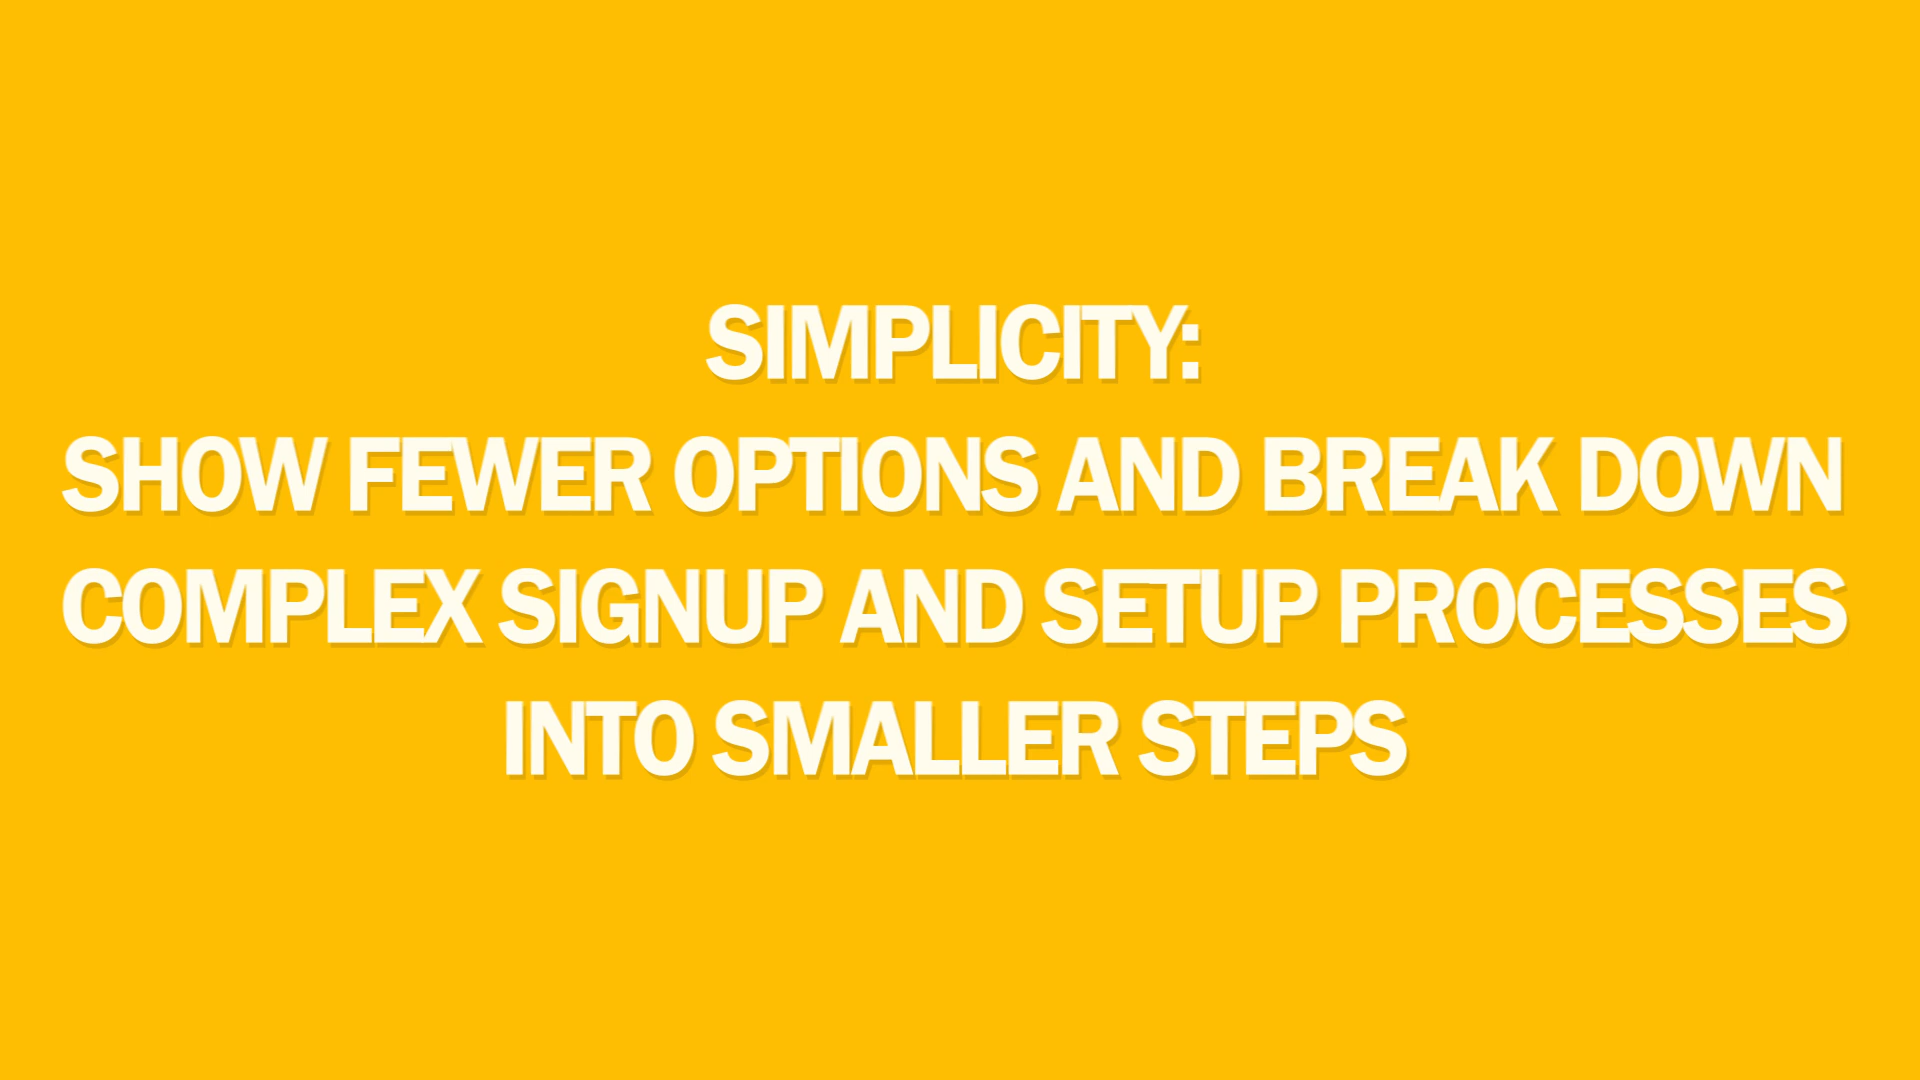 SIMPLICITY:
SHOW FEWER OPTIONS AND BREAK DOWN
COMPLEX SIGNUP AND SETUP PROCESSES
INTO SMALLER STEPS